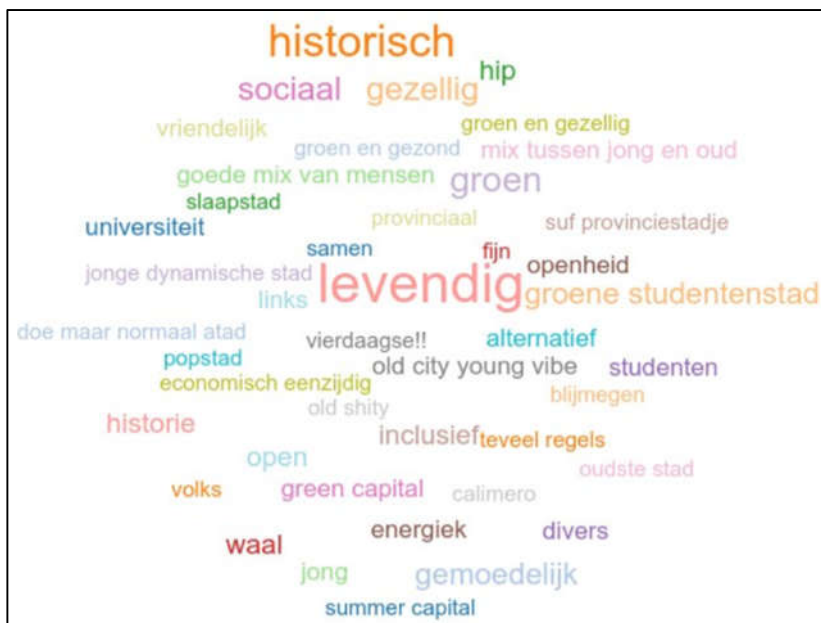 historisch
hip
sociaal gezellig
vriendelijk groen en gezellig
groen en gezond mix tussen jong en oud
goede mix van mensen groen
slaapstad
universiteit provinciaal suf provinciestadje
samen fijn openheid
jonge dynamische stad levendig groene studentenstad
links
doe maar normaal atad vierdaagse!! alternatief
popstad old city young vibe studenten
economisch eenzijdig blijmegen
old shity
historie inclusief teveel regels
open oudste stad
volks green capital calimero
energiek divers
waal
jong gemoedelijk
summer capital